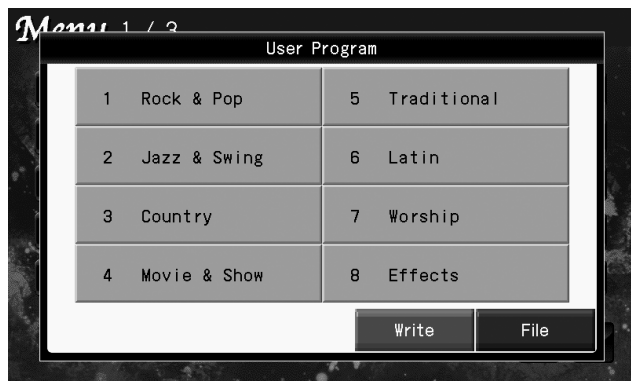 Menu 1 / 3
User Program
1 Rock & Pop
2 Jazz & Swing
3 Country
4 Movie & Show
5 Traditional
6 Latin
7 Worship
8 Effects
Write
File